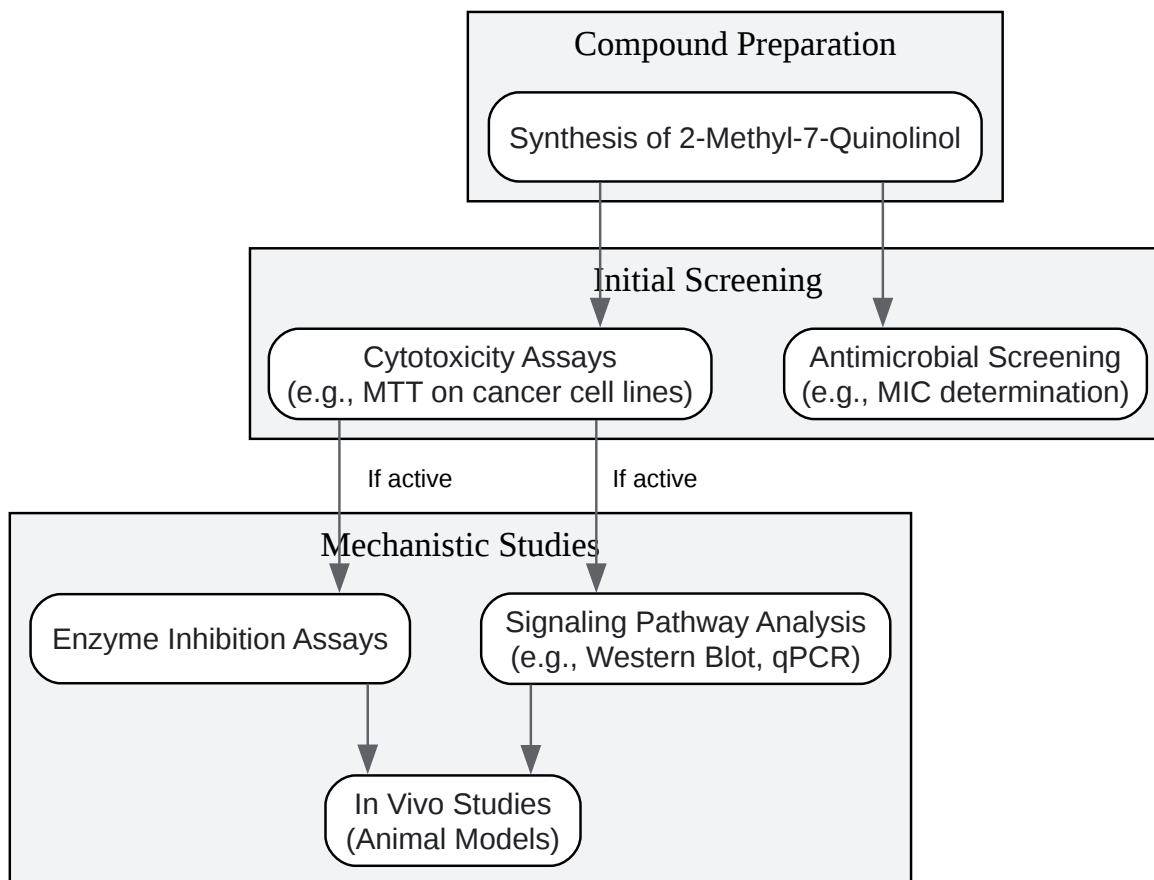 Compound Preparation
Synthesis of 2-Methyl-7-Quinolinol
Initial Screening
Cytotoxicity Assays
(e.g., MTT on cancer cell lines)
Antimicrobial Screening
(e.g., MIC determination)
If active
If active
Mechanistic Studies
Enzyme Inhibition Assays
Signaling Pathway Analysis
(e.g., Western Blot, qPCR)
In Vivo Studies
(Animal Models)